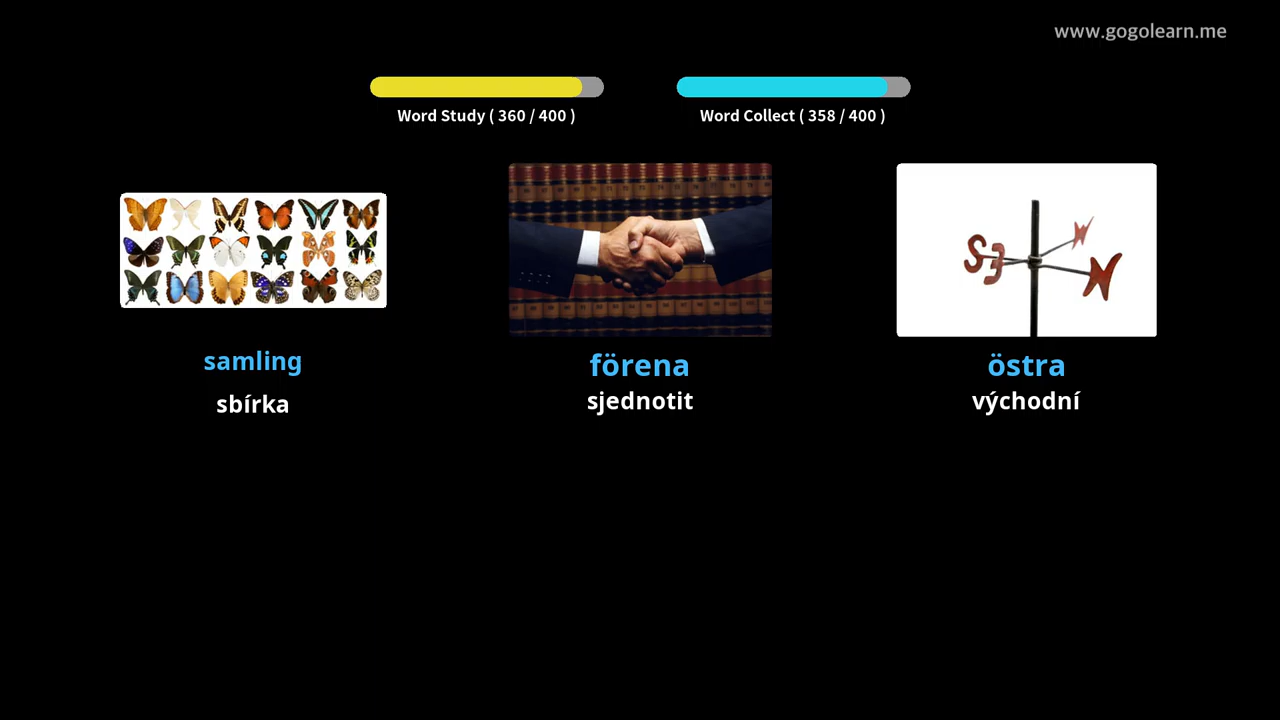 www.gogolearn.me
Word Study ( 360 / 400 )
Word Collect ( 358 / 400 )
samling
sbírka
förena
sjednotit
östra
východní